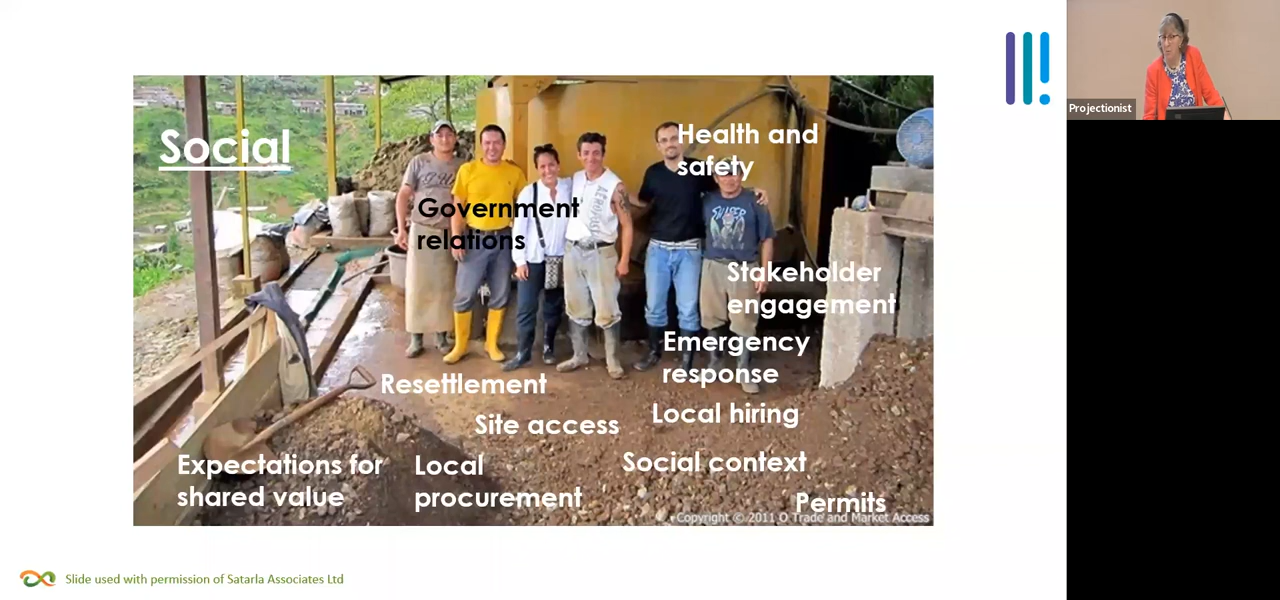 Projectionist
Social
Health and
safety
Government
relations
Stakeholder
engagement
Emergency
response
Resettlement
Local hiring
Site access
Expectations for
shared value
Local
procurement
Social context
Permits
Copyright © 2011 O Trade and Market Access
SULSER
Slide used with permission of Satarla Associates Ltd